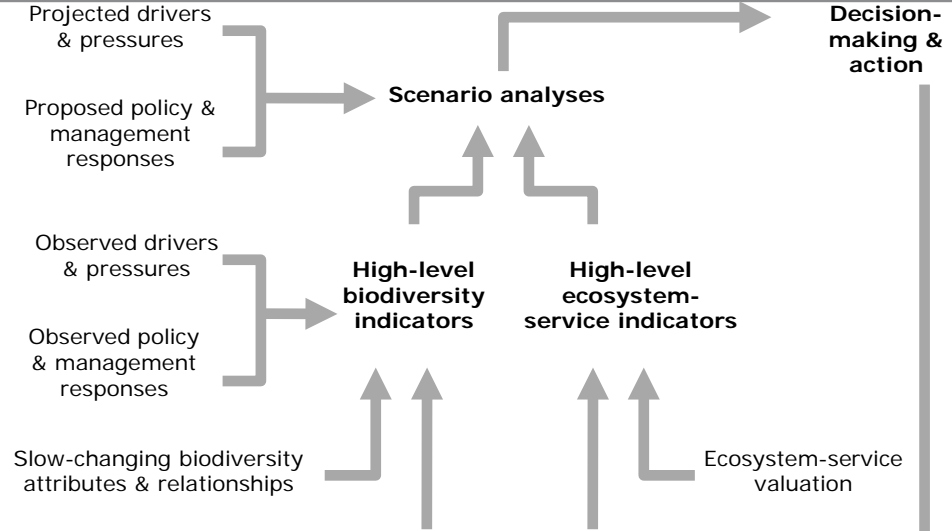 Projected drivers
& pressures
Decision-
making &
action
Scenario analyses
Proposed policy &
management
responses
Observed drivers
& pressures
High-level
biodiversity
indicators
High-level
ecosystem-
service indicators
Observed policy
& management
responses
Slow-changing biodiversity
attributes & relationships
Ecosystem-service
valuation